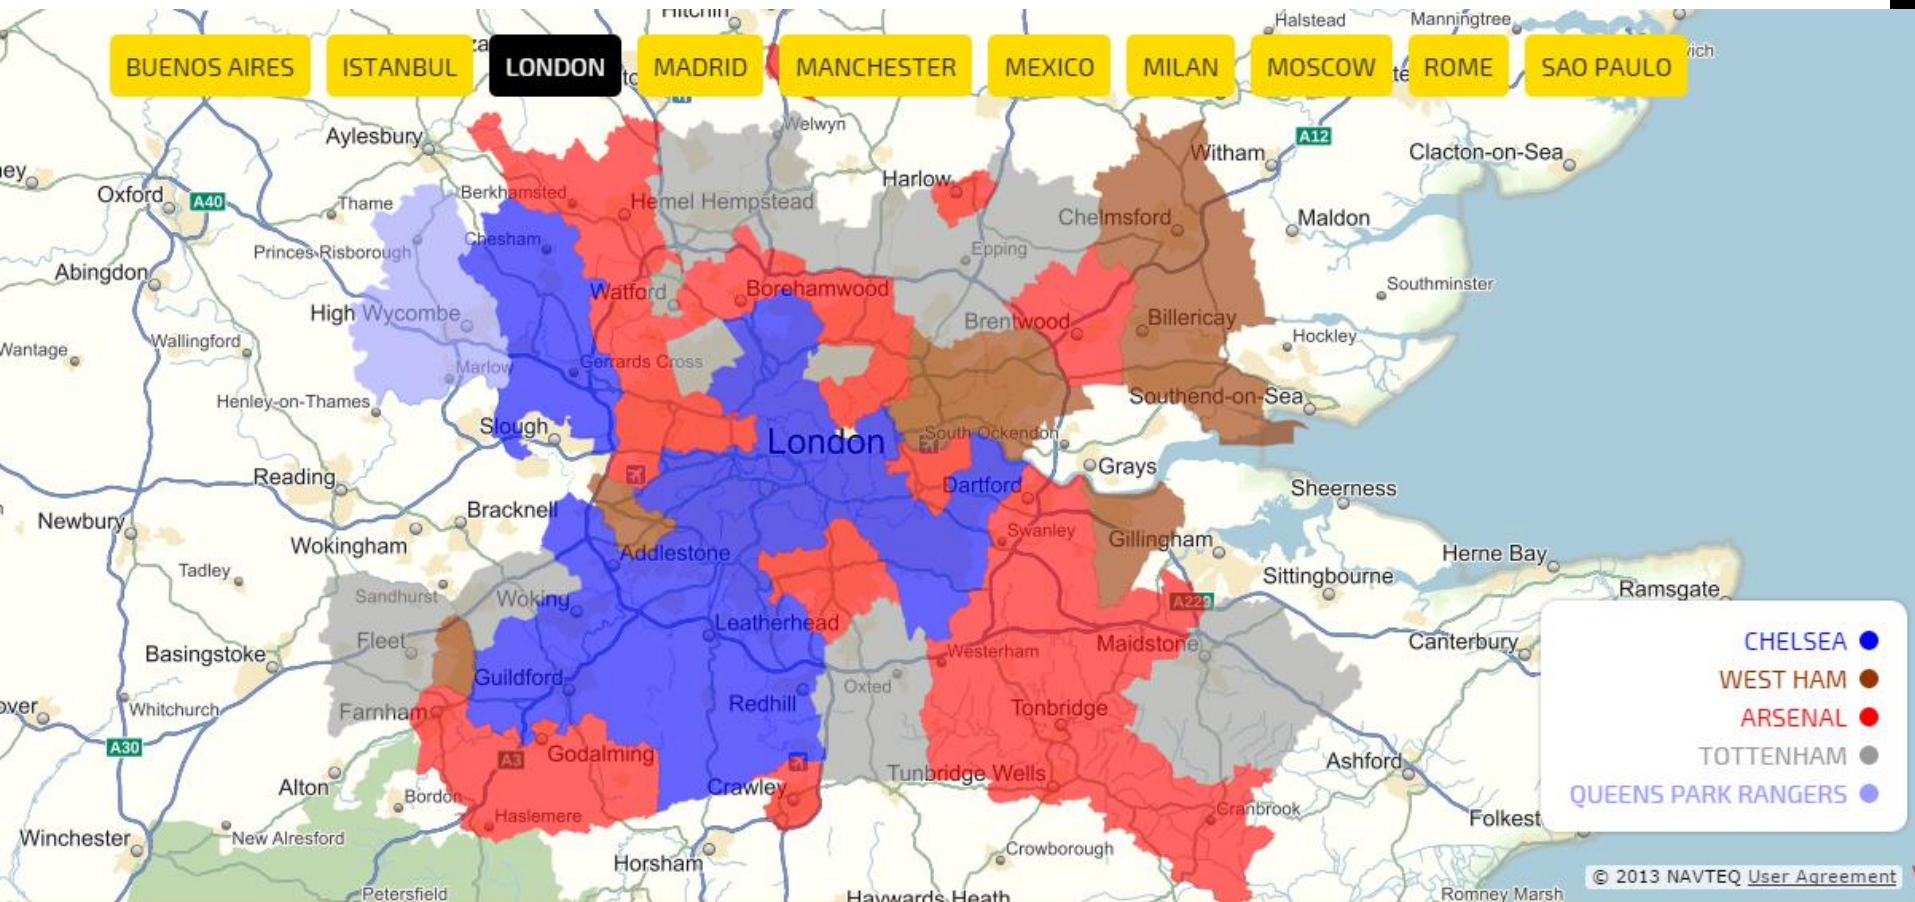 Hitchin
Halstead
Manningtree
BUENOS AIRES
ISTANBUL
LONDON
MADRID
MANCHESTER
MEXICO
MILAN
MOSCOW
ROME
SAO PAULO
Welwyn
Aylesbury
A12
Witham
Clacton-on-Sea
Harlow
Oxford
A40
Thame
Berkhamsted
Hemel Hempstead
Chelmsford
Maldon
Princes-Risborough
Chesham
Epping
Abingdon
Southminster
Watford
Borehamwood
High Wycombe
Brentwood
Billericay
Hockley
Wantage
Wallingford
Marlow
Gerrards Cross
Henley-on-Thames
Southend-on-Sea
Slough
London
South Ockendon
Grays
Reading
Dartford
Sheerness
Newbury
Bracknell
Swanley
Gillingham
Wokingham
Addlestone
Herne Bay
Tadley
Sittingbourne
Ramsgate
Sandhurst
Woking
A229
Leatherhead
Fleet
Maidstone
Canterbury
Basingstoke
Westerham
Guildford
Oxted
Redhill
Whitchurch
Farnham
Tonbridge
A30
A3
Godalming
Ashford
Alton
Crawley
Tunbridge Wells
Bordon
Haslemere
Cranbrook
Folkest
Winchester
New Alresford
Horsham
Crowborough
Petersfield
Haywards Heath
Romney Marsh
CHELSEA
WEST HAM
ARSENAL
TOTTENHAM
QUEENS PARK RANGERS
© 2013 NAVTEQ User Agreement